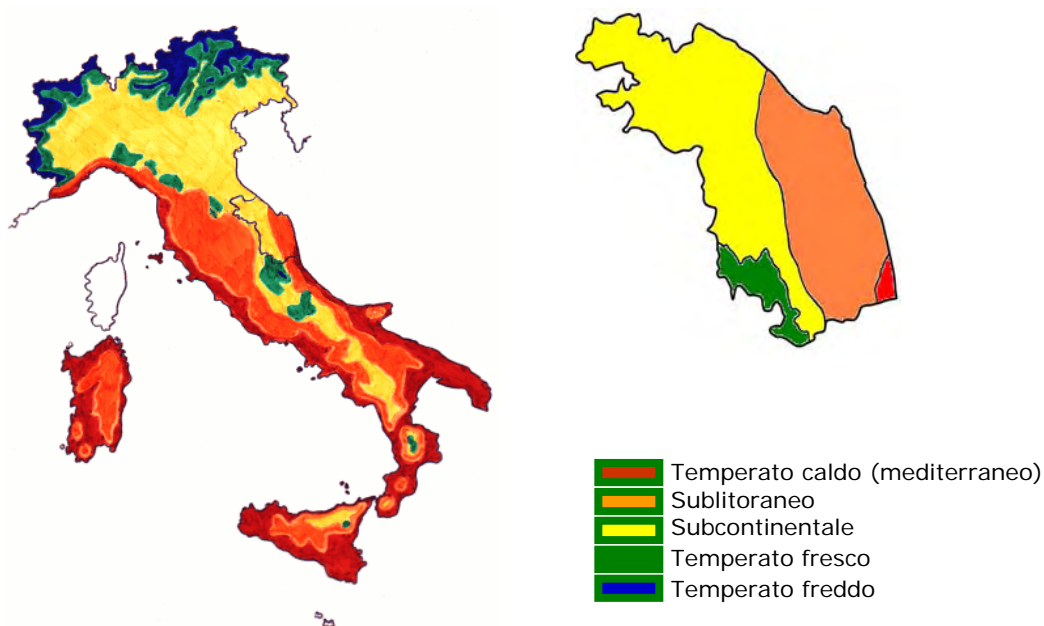 Temperato caldo (mediterraneo)
Sublitoraneo
Subcontinentale
Temperato fresco
Temperato freddo